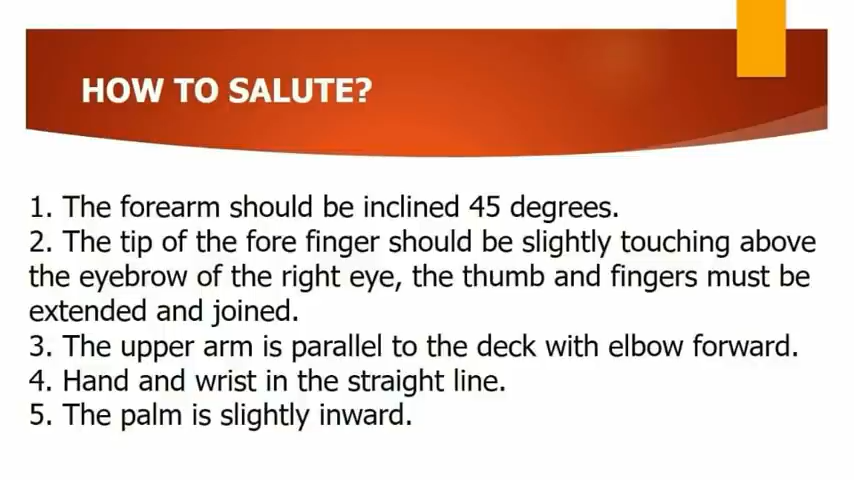 HOW TO SALUTE?
1. The forearm should be inclined 45 degrees.
2. The tip of the fore finger should be slightly touching above
the eyebrow of the right eye, the thumb and fingers must be
extended and joined.
3. The upper arm is parallel to the deck with elbow forward.
4. Hand and wrist in the straight line.
5. The palm is slightly inward.